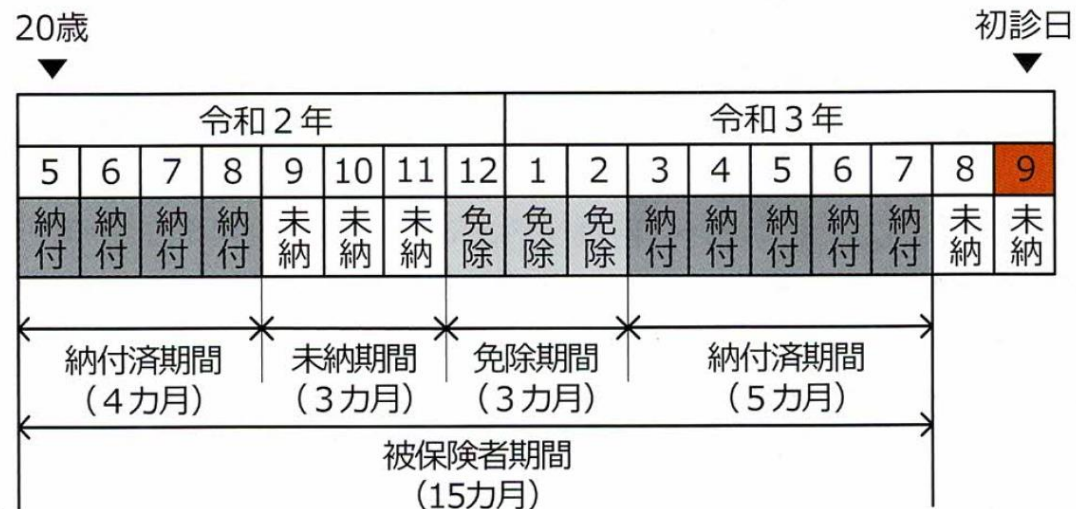 20歳 初診日
令和2年 令和3年
5 6 7 8 9 10 11 12 1 2 3 4 5 6 7 8 9
納付 納付 納付 納付 未納 未納 未納 免除 免除 免除 納付 納付 納付 納付 納付 未納 未納
納付済期間 未納期間 免除期間 納付済期間
(4カ月) (3カ月) (3カ月) (5カ月)
被保険者期間
(15カ月)